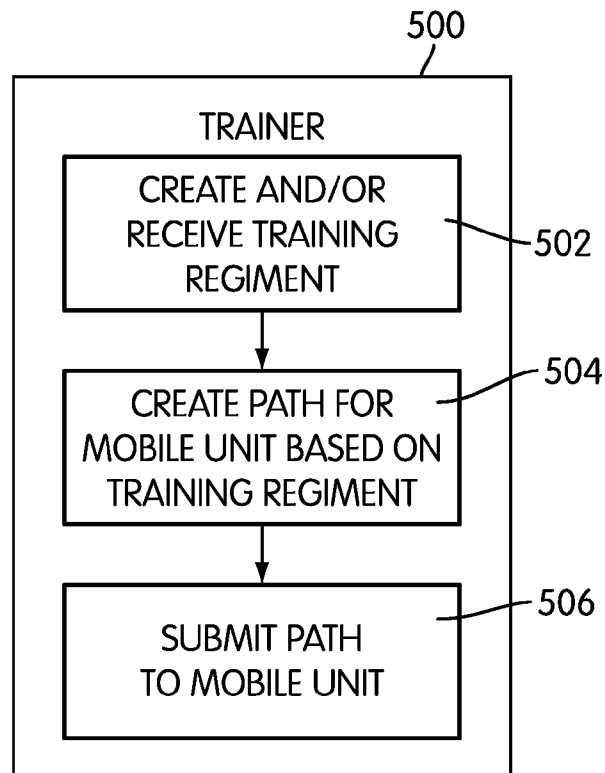 500
TRAINER
CREATE AND/OR
RECEIVE TRAINING
REGIMENT
502
CREATE PATH FOR
MOBILE UNIT BASED ON
TRAINING REGIMENT
504
SUBMIT PATH
TO MOBILE UNIT
506